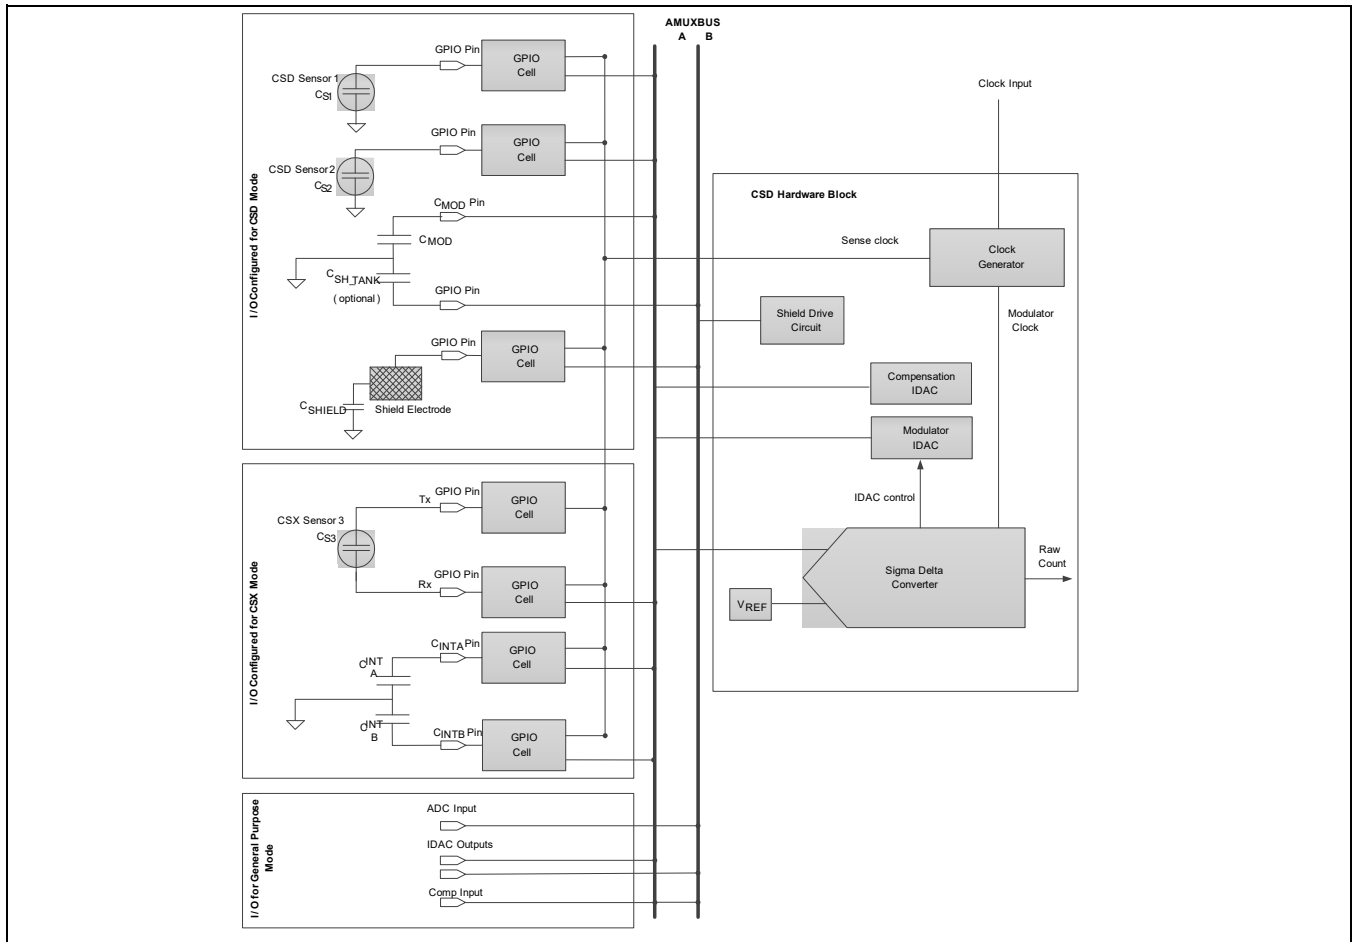 AMUXBUS
A B
I/O Configured for CSD Mode
GPIO Pin
GPIO
Cell
CSD Sensor 1
CS1
GPIO Pin
GPIO
Cell
CSD Sensor 2
CS2
CMOD Pin
CMOD
CSH_TANK
(optional)
GPIO Pin
GPIO Pin
GPIO
Cell
CSHIELD
Shield Electrode
I/O Configured for CSX Mode
GPIO Pin
Tx
GPIO
Cell
CSX Sensor 3
CS3
GPIO Pin
Rx
GPIO
Cell
CINTA Pin
GPIO
Cell
CINT
A
CINT
B
CINTB Pin
GPIO
Cell
I/O for General Purpose
Mode
ADC Input
IDAC Outputs
Comp Input
Clock Input
CSD Hardware Block
Sense clock
Clock
Generator
Shield Drive
Circuit
Modulator
Clock
Compensation
IDAC
Modulator
IDAC
IDAC control
Sigma Delta
Converter
Raw
Count
VREF